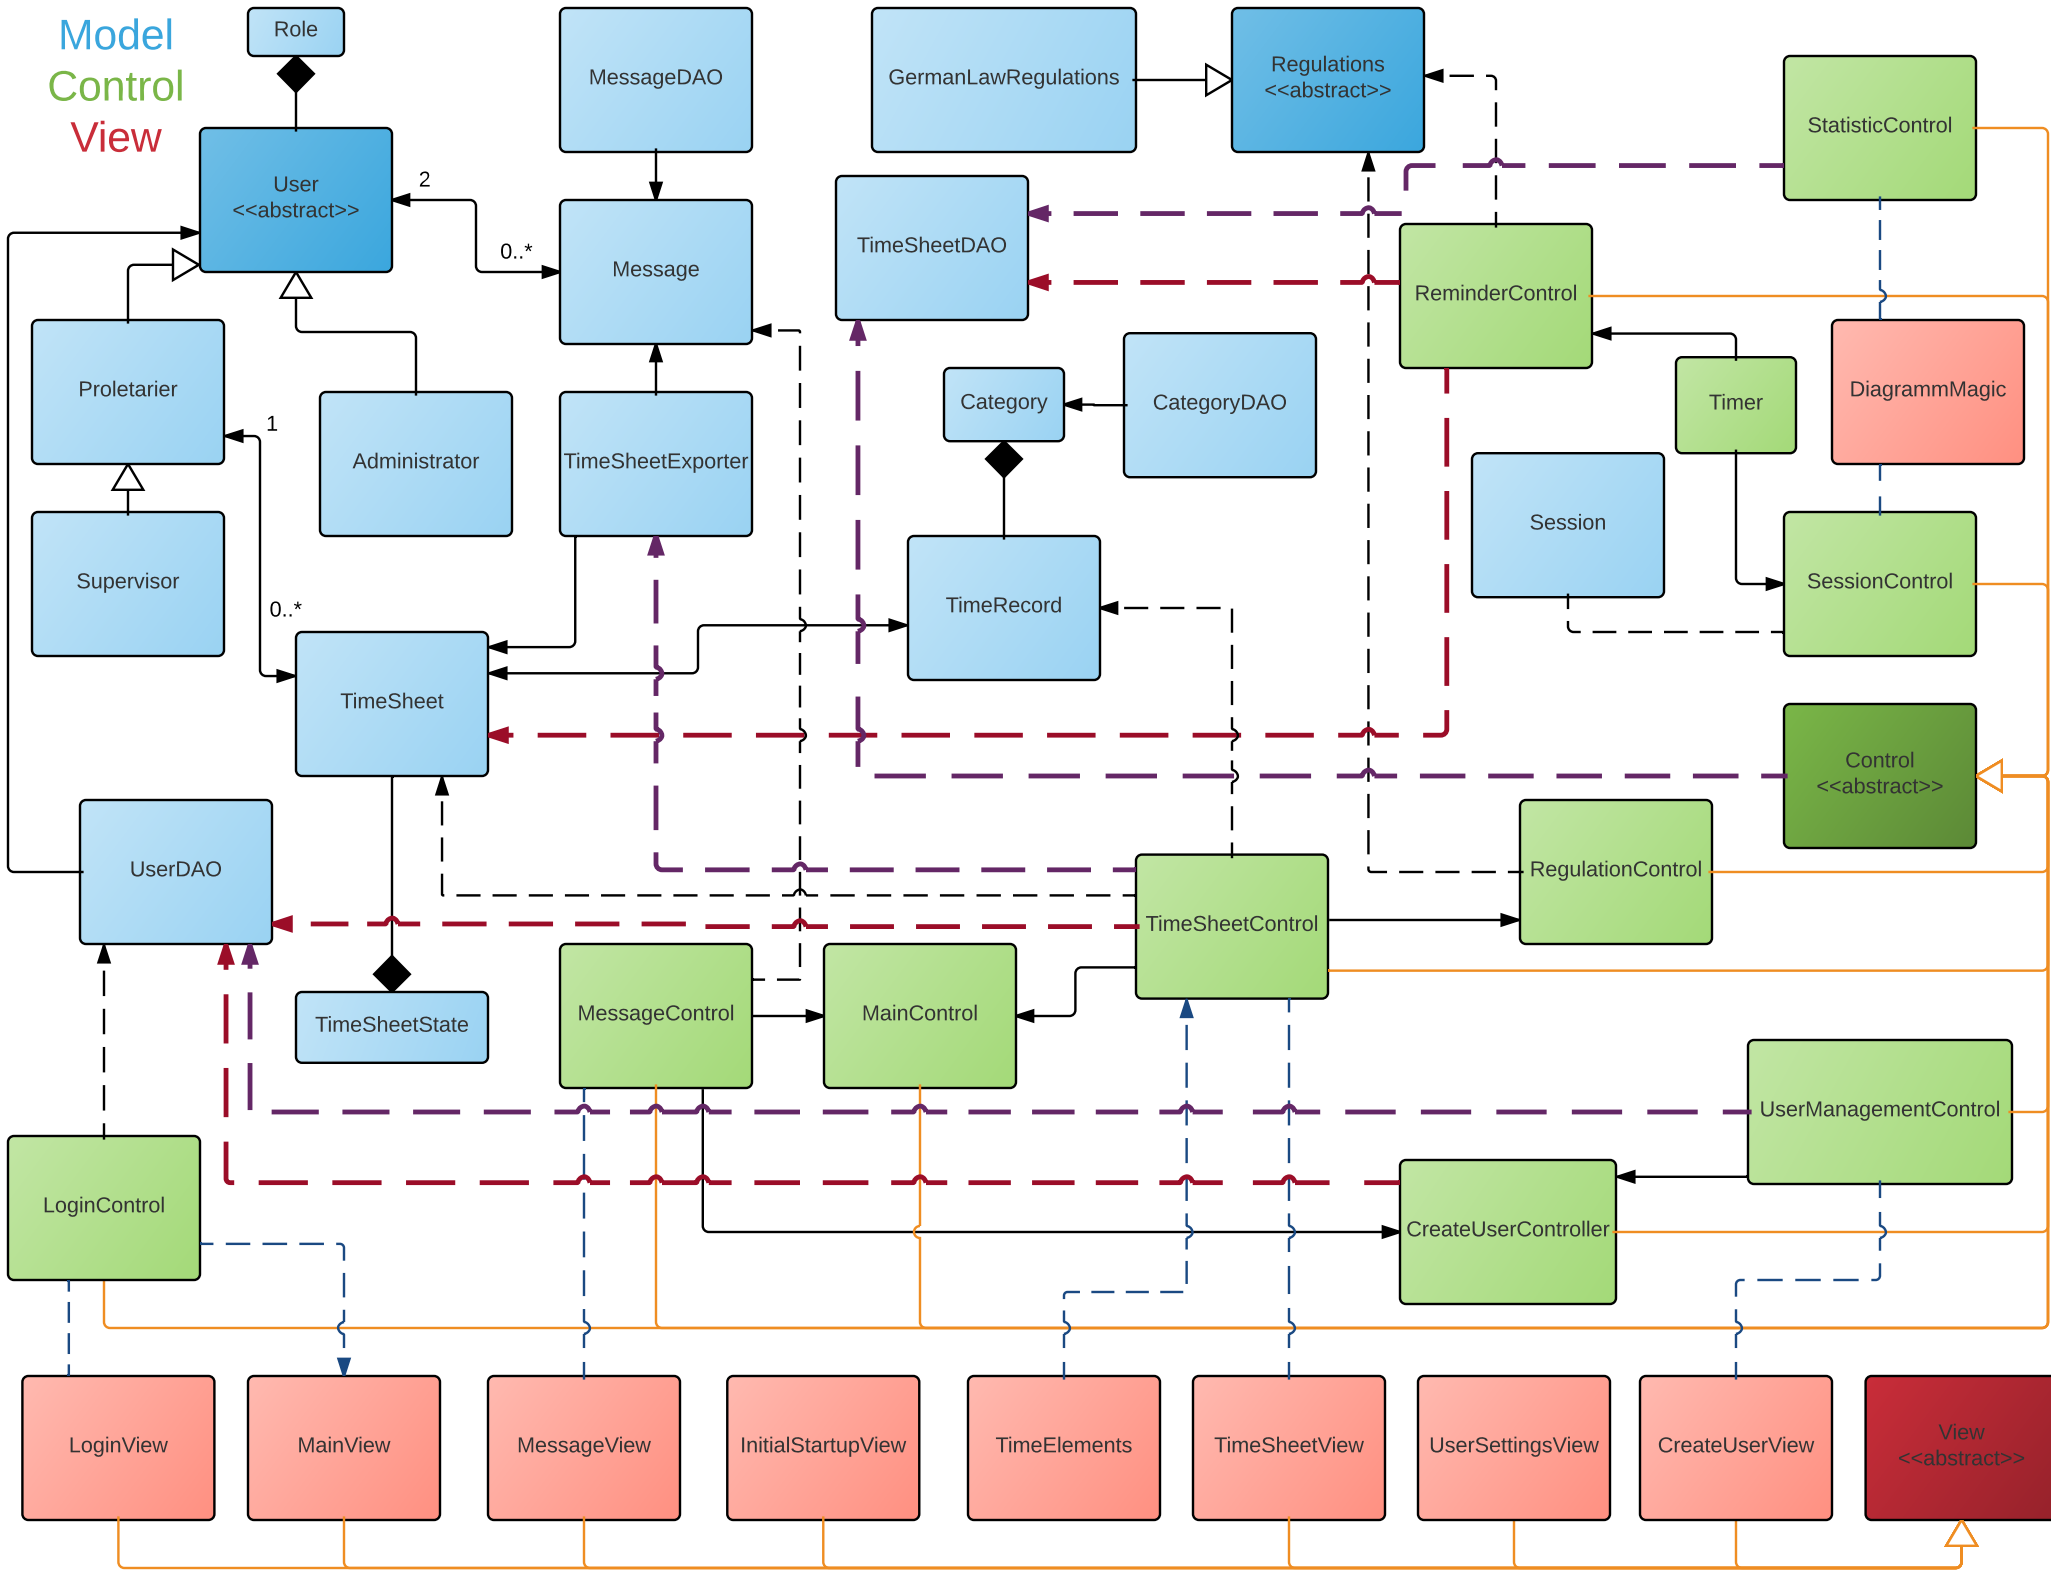 Model
Control
View
Role
MessageDAO
GermanLawRegulations
Regulations
<<abstract>>
StatisticControl
User
<<abstract>>
2
0..*
Message
TimeSheetDAO
ReminderControl
Proletarier
1
Administrator
TimeSheetExporter
Category
CategoryDAO
Timer
DiagrammMagic
Supervisor
0..*
TimeRecord
Session
SessionControl
TimeSheet
Control
<<abstract>>
UserDAO
TimeSheetControl
RegulationControl
TimeSheetState
MessageControl
MainControl
UserManagementControl
LoginControl
CreateUserController
LoginView
MainView
MessageView
InitialStartupView
TimeElements
TimeSheetView
UserSettingsView
CreateUserView
View
<<abstract>>